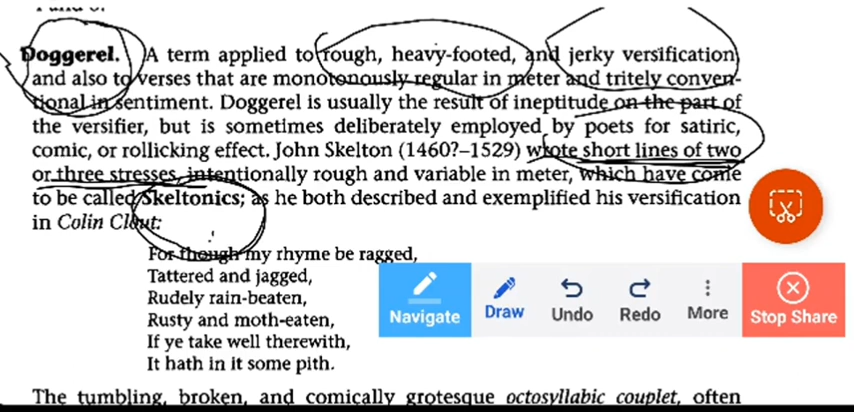 Doggerel. A term applied to rough, heavy-footed, and jerky versification,
and also to verses that are monotonously regular in meter and tritely conven-
tional in sentiment. Doggerel is usually the result of ineptitude on the part of
the versifier, but is sometimes deliberately employed by poets for satiric,
comic, or rollicking effect. John Skelton (1460?–1529) wrote short lines of two
or three stresses, intentionally rough and variable in meter, which have come
to be called Skeltonics; as he both described and exemplified his versification
in Colin Clout:
For though my rhyme be ragged,
Tattered and jagged,
Rudely rain-beaten,
Rusty and moth-eaten,
If ye take well therewith,
It hath in it some pith.
Navigate Draw Undo Redo More Stop Share
The tumbling, broken, and comically grotesque octosyllabic couplet, often